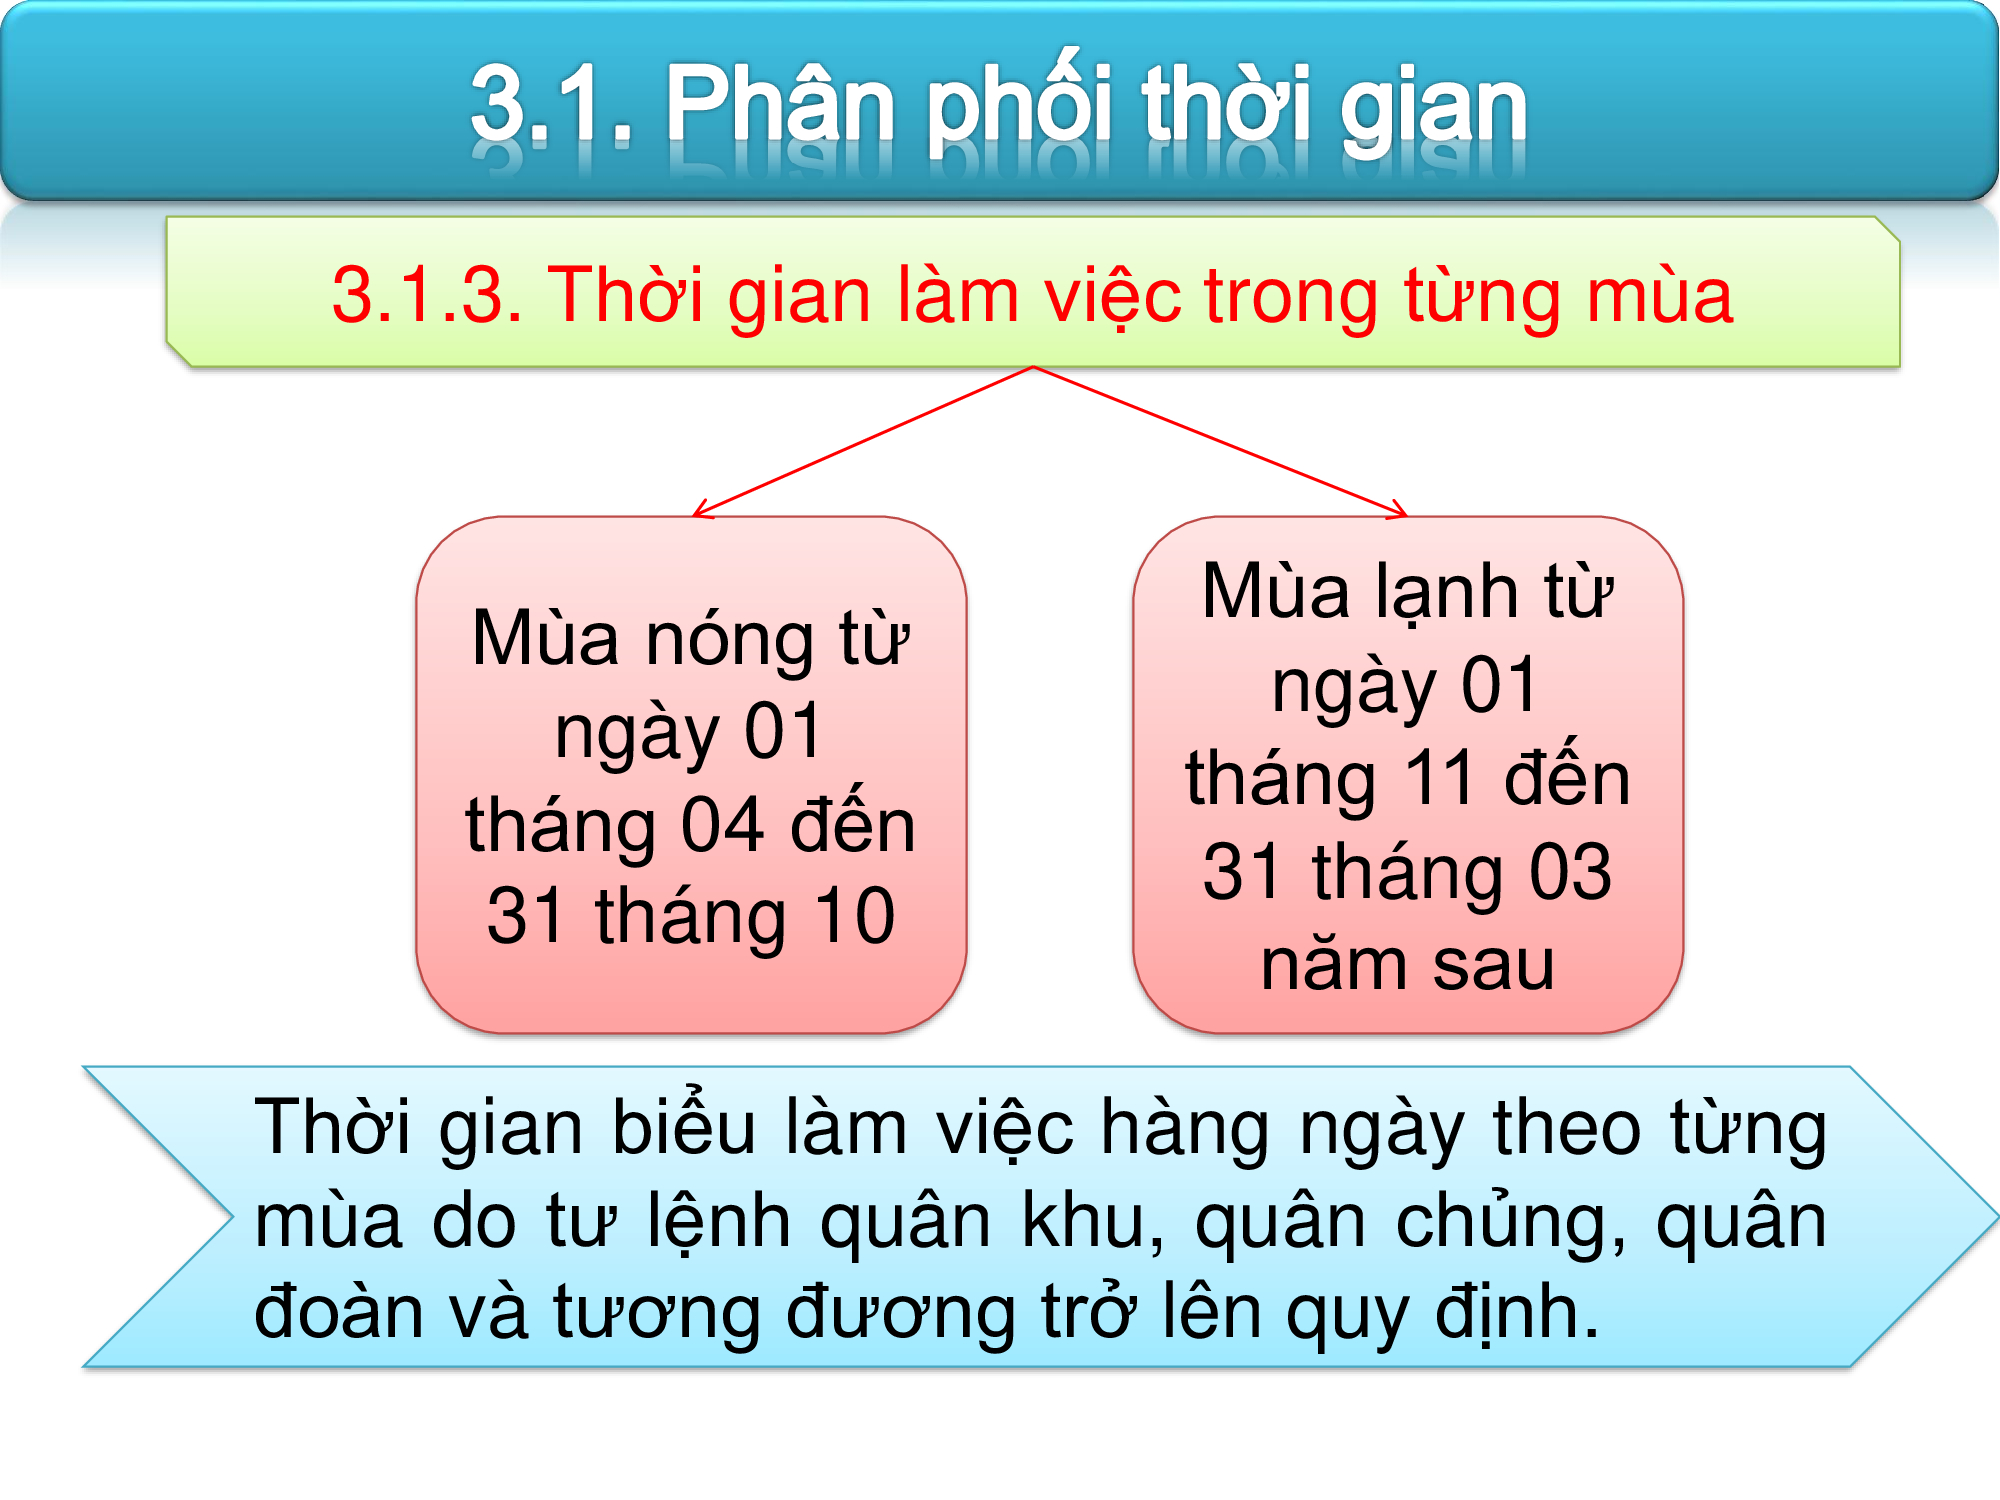 3.1. Phân phối thời gian
3.1.3. Thời gian làm việc trong từng mùa
Mùa nóng từ
ngày 01
tháng 04 đến
31 tháng 10
Mùa lạnh từ
ngày 01
tháng 11 đến
31 tháng 03
năm sau
Thời gian biểu làm việc hàng ngày theo từng
mùa do tư lệnh quân khu, quân chủng, quân
đoàn và tương đương trở lên quy định.